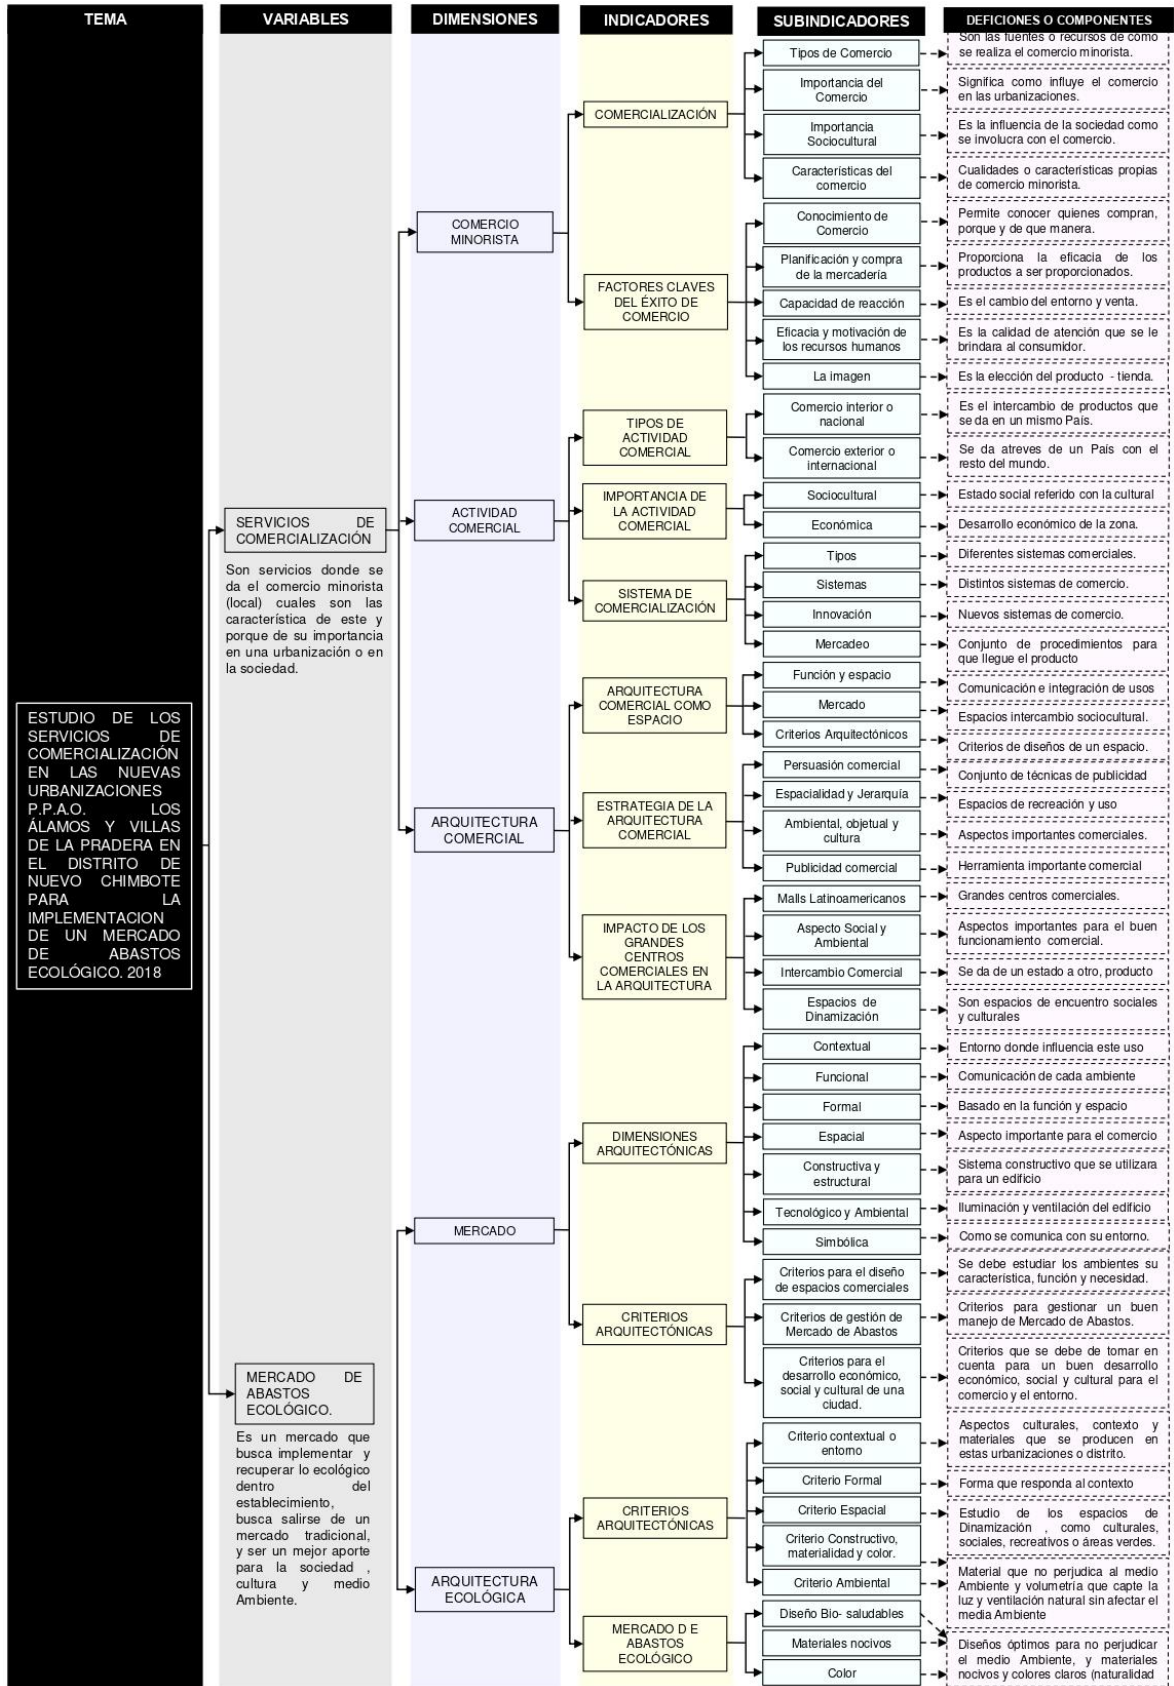 TEMA
VARIABLES
DIMENSIONES
INDICADORES
SUBINDICADORES
DEFICIONES O COMPONENTES
ESTUDIO DE LOS
SERVICIOS DE
COMERCIALIZACIÓN
EN LAS NUEVAS
URBANIZACIONES
P.P.A.O. LOS
ÁLAMOS Y VILLAS
DE LA PRADERA EN
EL DISTRITO DE
NUEVO CHIMBOTE
PARA LA
IMPLEMENTACION
DE UN MERCADO
DE ABASTOS
ECOLÓGICO. 2018
SERVICIOS DE
COMERCIALIZACIÓN
Son servicios donde se
da el comercio minorista
(local) cuales son las
característica de este y
porque de su importancia
en una urbanización o en
la sociedad.
MERCADO DE
ABASTOS
ECOLÓGICO.
Es un mercado que
busca implementar y
recuperar lo ecológico
dentro del
establecimiento,
busca salirse de un
mercado tradicional,
y ser un mejor aporte
para la sociedad ,
cultura y medio
Ambiente.
COMERCIO
MINORISTA
ACTIVIDAD
COMERCIAL
ARQUITECTURA
COMERCIAL
MERCADO
ARQUITECTURA
ECOLÓGICA
COMERCIALIZACIÓN
FACTORES CLAVES
DEL ÉXITO DE
COMERCIO
TIPOS DE
ACTIVIDAD
COMERCIAL
IMPORTANCIA DE
LA ACTIVIDAD
COMERCIAL
SISTEMA DE
COMERCIALIZACIÓN
ARQUITECTURA
COMERCIAL COMO
ESPACIO
ESTRATEGIA DE LA
ARQUITECTURA
COMERCIAL
IMPACTO DE LOS
GRANDES
CENTROS
COMERCIALES EN
LA ARQUITECTURA
DIMENSIONES
ARQUITECTÓNICAS
CRITERIOS
ARQUITECTÓNICAS
CRITERIOS
ARQUITECTÓNICAS
MERCADO D E
ABASTOS
ECOLÓGICO
Tipos de Comercio
Importancia del
Comercio
Importancia
Sociocultural
Características del
comercio
Conocimiento de
Comercio
Planificación y compra
de la mercadería
Capacidad de reacción
Eficacia y motivación de
los recursos humanos
La imagen
Comercio interior o
nacional
Comercio exterior o
internacional
Sociocultural
Económica
Tipos
Sistemas
Innovación
Mercadeo
Función y espacio
Mercado
Criterios Arquitectónicos
Persuasión comercial
Espacialidad y Jerarquía
Ambiental, objetual y
cultura
Publicidad comercial
Malls Latinoamericanos
Aspecto Social y
Ambiental
Intercambio Comercial
Espacios de
Dinamización
Contextual
Funcional
Formal
Espacial
Constructiva y
estructural
Tecnológico y Ambiental
Simbólica
Criterios para el diseño
de espacios comerciales
Criterios de gestión de
Mercado de Abastos
Criterios para el
desarrollo económico,
social y cultural de una
ciudad.
Criterio contextual o
entorno
Criterio Formal
Criterio Espacial
Criterio Constructivo,
materialidad y color.
Criterio Ambiental
Diseño Bio- saludables
Materiales nocivos
Color
Son las fuentes o recursos de cómo
se realiza el comercio minorista.
Significa como influye el comercio
en las urbanizaciones.
Es la influencia de la sociedad como
se involucra con el comercio.
Cualidades o características propias
de comercio minorista.
Permite conocer quienes compran,
porque y de que manera.
Proporciona la eficacia de los
productos a ser proporcionados.
Es el cambio del entorno y venta.
Es la calidad de atención que se le
brindara al consumidor.
Es la elección del producto - tienda.
Es el intercambio de productos que
se da en un mismo País.
Se da atreves de un País con el
resto del mundo.
Estado social referido con la cultural
Desarrollo económico de la zona.
Diferentes sistemas comerciales.
Distintos sistemas de comercio.
Nuevos sistemas de comercio.
Conjunto de procedimientos para
que llegue el producto
Comunicación e integración de usos
Espacios intercambio sociocultural.
Criterios de diseños de un espacio.
Conjunto de técnicas de publicidad
Espacios de recreación y uso
Aspectos importantes comerciales.
Herramienta importante comercial
Grandes centros comerciales.
Aspectos importantes para el buen
funcionamiento comercial.
Se da de un estado a otro, producto
Son espacios de encuentro sociales
y culturales
Entorno donde influencia este uso
Comunicación de cada ambiente
Basado en la función y espacio
Aspecto importante para el comercio
Sistema constructivo que se utilizara
para un edificio
Iluminación y ventilación del edificio
Como se comunica con su entorno.
Se debe estudiar los ambientes su
característica, función y necesidad.
Criterios para gestionar un buen
manejo de Mercado de Abastos.
Criterios que se debe de tomar en
cuenta para un buen desarrollo
económico, social y cultural para el
comercio y el entorno.
Aspectos culturales, contexto y
materiales que se producen en
estas urbanizaciones o distrito.
Forma que responda al contexto
Estudio de los espacios de
Dinamización , como culturales,
sociales, recreativos o áreas verdes.
Material que no perjudica al medio
Ambiente y volumetría que capte la
luz y ventilación natural sin afectar el
media Ambiente
Diseños óptimos para no perjudicar
el medio Ambiente, y materiales
nocivos y colores claros (naturalidad